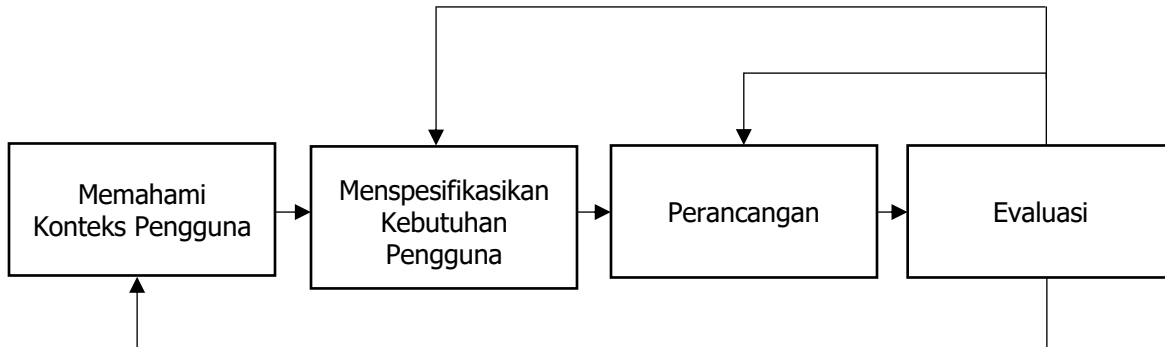 Memahami
Konteks Pengguna
Menspesifikasikan
Kebutuhan
Pengguna
Perancangan
Evaluasi